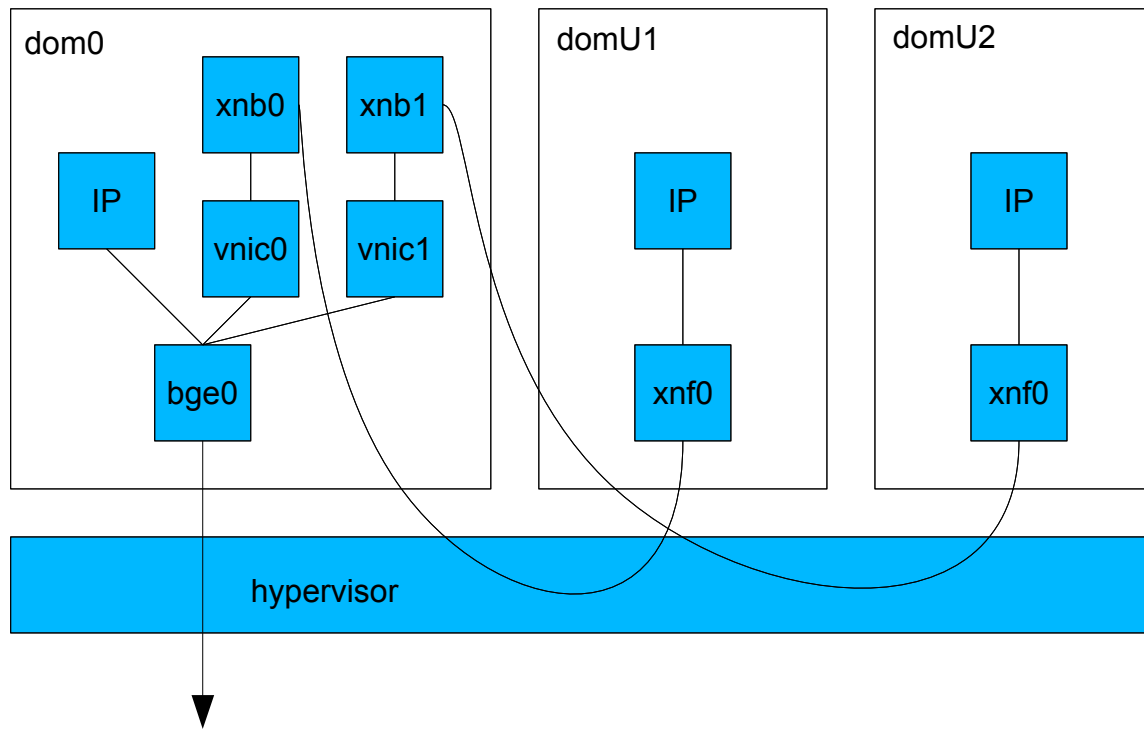 dom0
xnb0
xnb1
IP
vnic0
vnic1
bge0
domU1
IP
xnf0
domU2
IP
xnf0
hypervisor